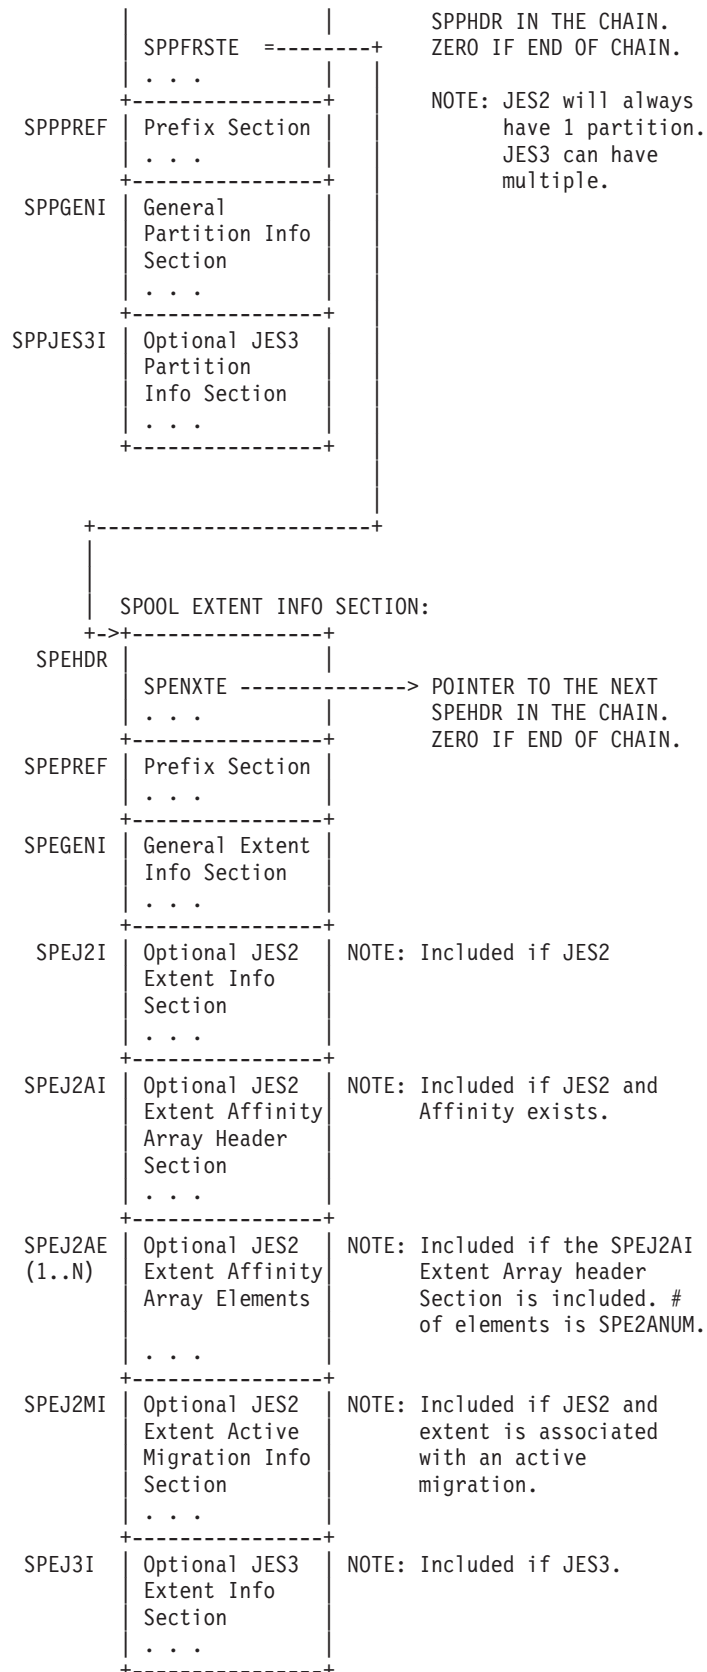 |                |       SPPHDR IN THE CHAIN.
                | SPPFRSTE  =--------+   ZERO IF END OF CHAIN.
                | . . .          |   |
                +----------------+   |   NOTE: JES2 will always
        SPPPREF | Prefix Section |   |         have 1 partition.
                | . . .          |   |         JES3 can have
                +----------------+   |         multiple.
        SPPGENI | General        |   |
                | Partition Info |   |
                | Section        |   |
                | . . .          |   |
                +----------------+   |
       SPPJES3I | Optional JES3  |   |
                | Partition      |   |
                | Info Section   |   |
                | . . .          |   |
                +----------------+   |
                                     |
                                     |
             +-----------------------+
             |
             |
             |  SPOOL EXTENT INFO SECTION:
             +->+----------------+
         SPEHDR |                |
                | SPENXTE --------------> POINTER TO THE NEXT
                | . . .          |        SPEHDR IN THE CHAIN.
                +----------------+        ZERO IF END OF CHAIN.
        SPEPREF | Prefix Section |
                | . . .          |
                +----------------+
        SPEGENI | General Extent |
                | Info Section   |
                | . . .          |
                +----------------+
         SPEJ2I | Optional JES2  | NOTE: Included if JES2
                | Extent Info    |
                | Section        |
                | . . .          |
                +----------------+
        SPEJ2AI | Optional JES2  | NOTE: Included if JES2 and
                | Extent Affinity|       Affinity exists.
                | Array Header   |
                | Section        |
                | . . .          |
                +----------------+
        SPEJ2AE | Optional JES2  | NOTE: Included if the SPEJ2AI
        (1..N)  | Extent Affinity|       Extent Array header
                | Array Elements |       Section is included. #
                |                |       of elements is SPE2ANUM.
                | . . .          |
                +----------------+
        SPEJ2MI | Optional JES2  | NOTE: Included if JES2 and
                | Extent Active  |       extent is associated
                | Migration Info |       with an active
                | Section        |       migration.
                | . . .          |
                +----------------+
        SPEJ3I  | Optional JES3  | NOTE: Included if JES3.
                | Extent Info    |
                | Section        |
                | . . .          |
                +----------------+